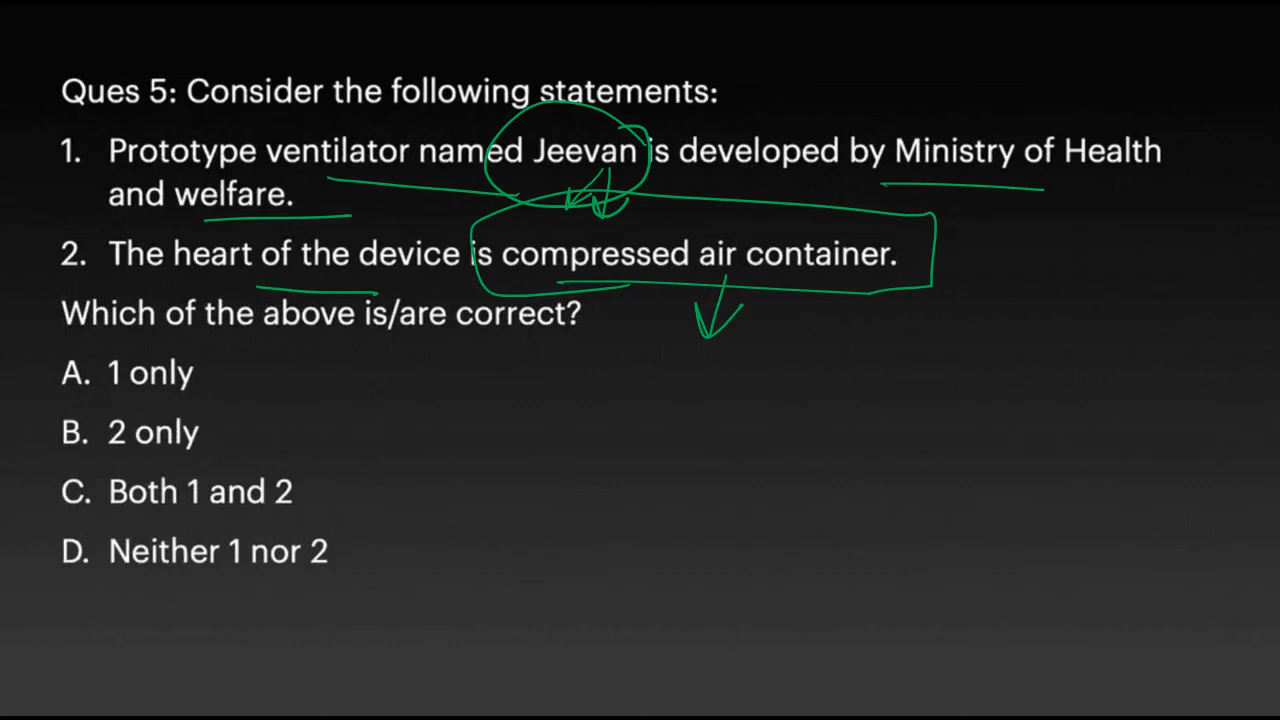 Ques 5: Consider the following statements:
1. Prototype ventilator named Jeevan is developed by Ministry of Health
and welfare.
2. The heart of the device is compressed air container.
Which of the above is/are correct?
A. 1 only
B. 2 only
C. Both 1 and 2
D. Neither 1 nor 2